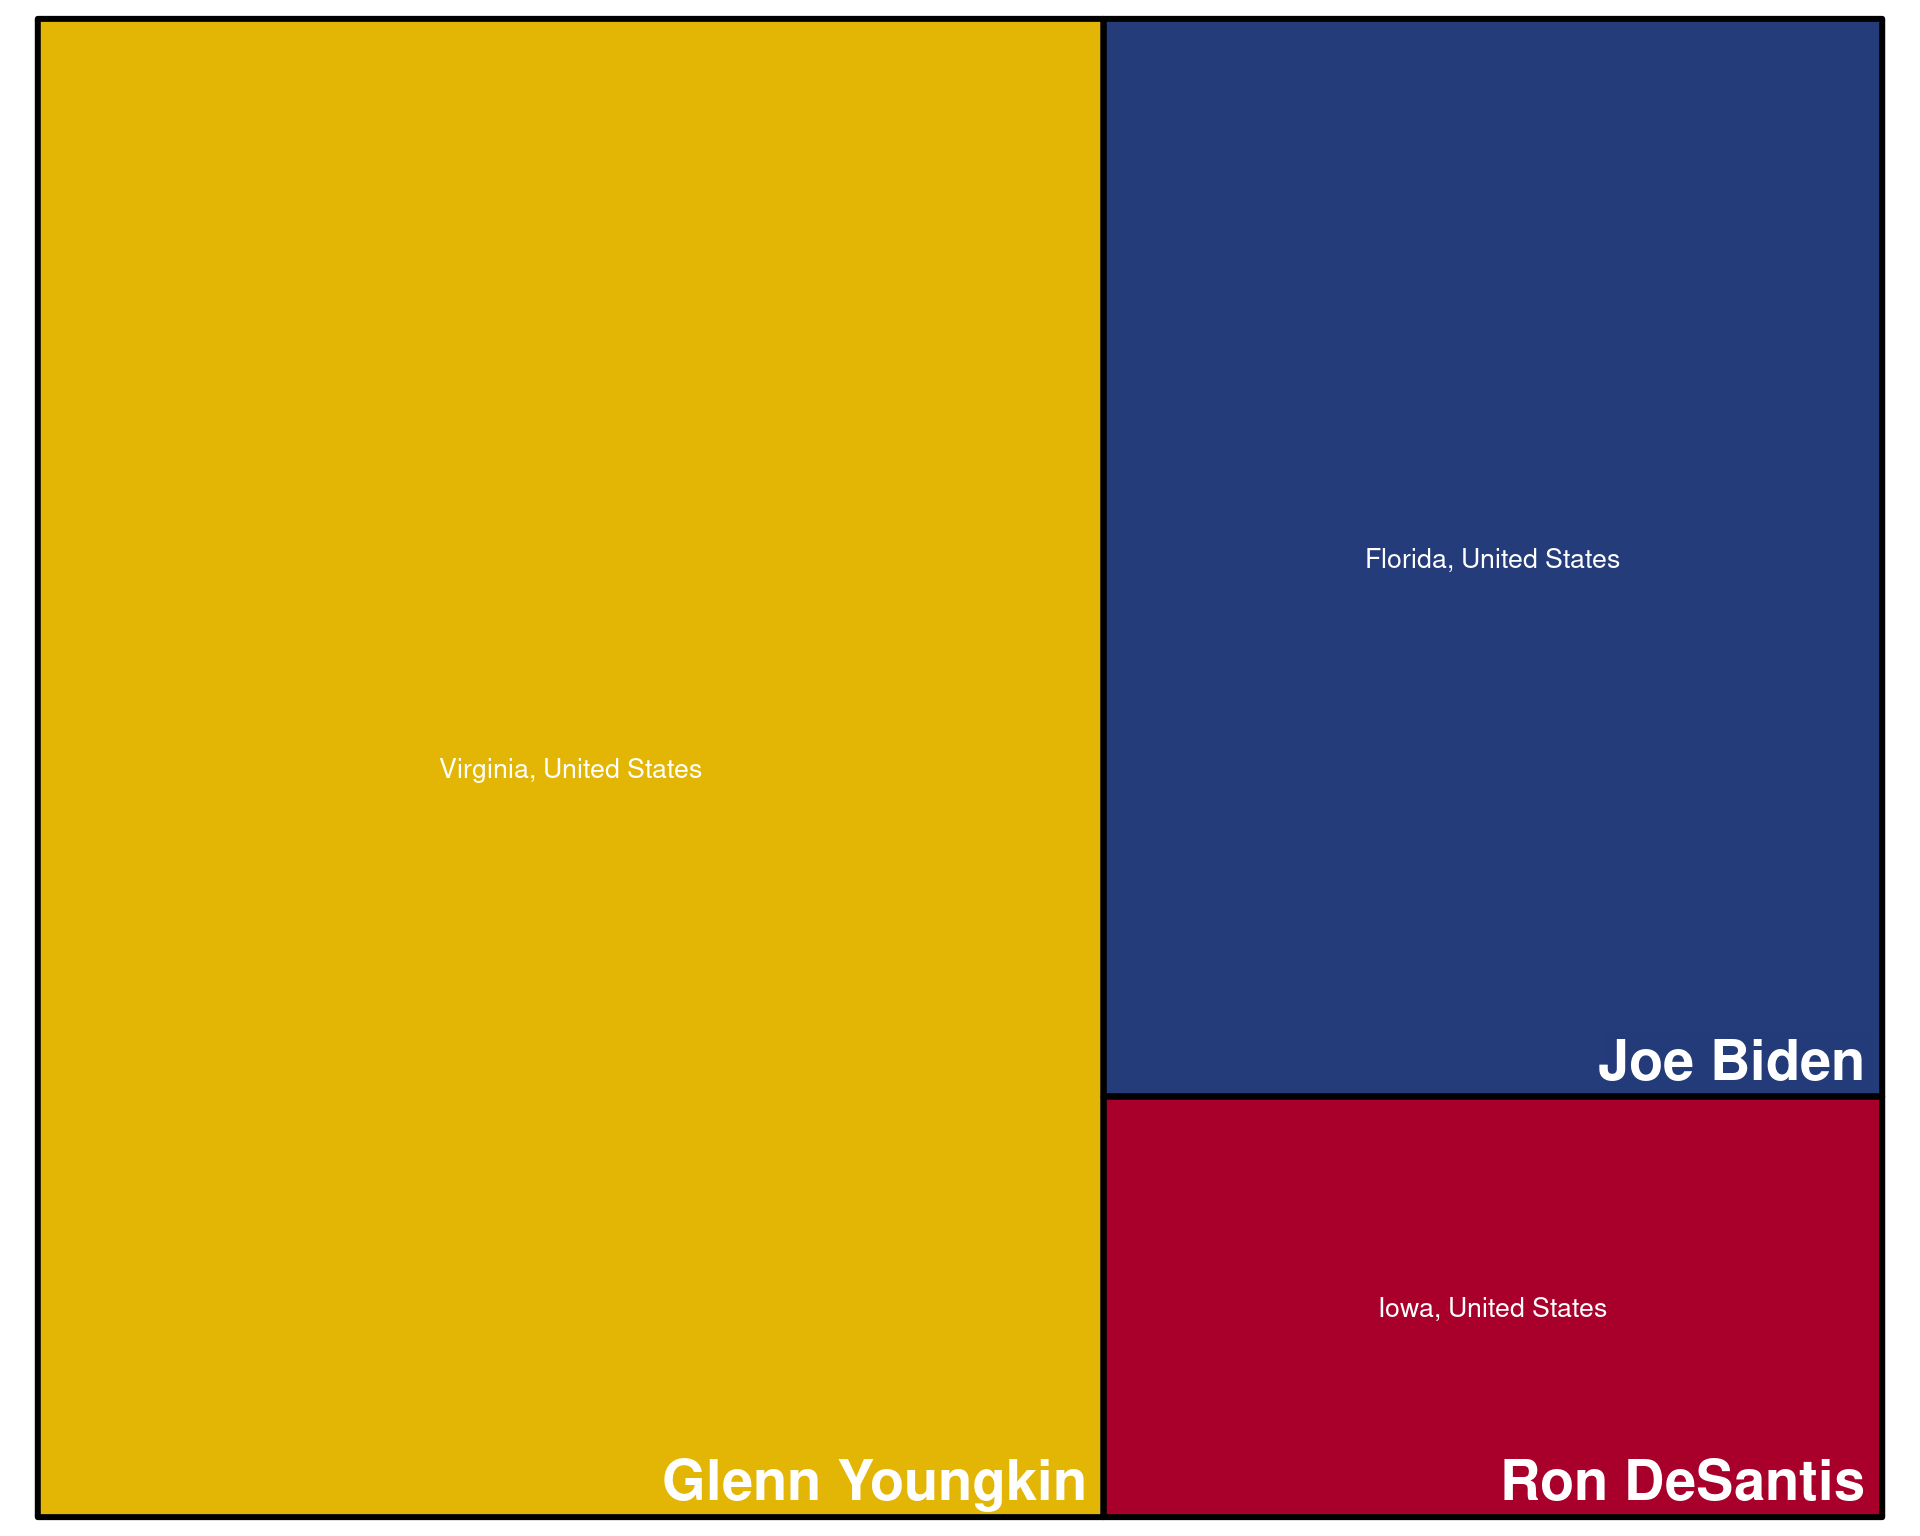 Virginia, United States
Glenn Youngkin
Florida, United States
Joe Biden
Iowa, United States
Ron DeSantis